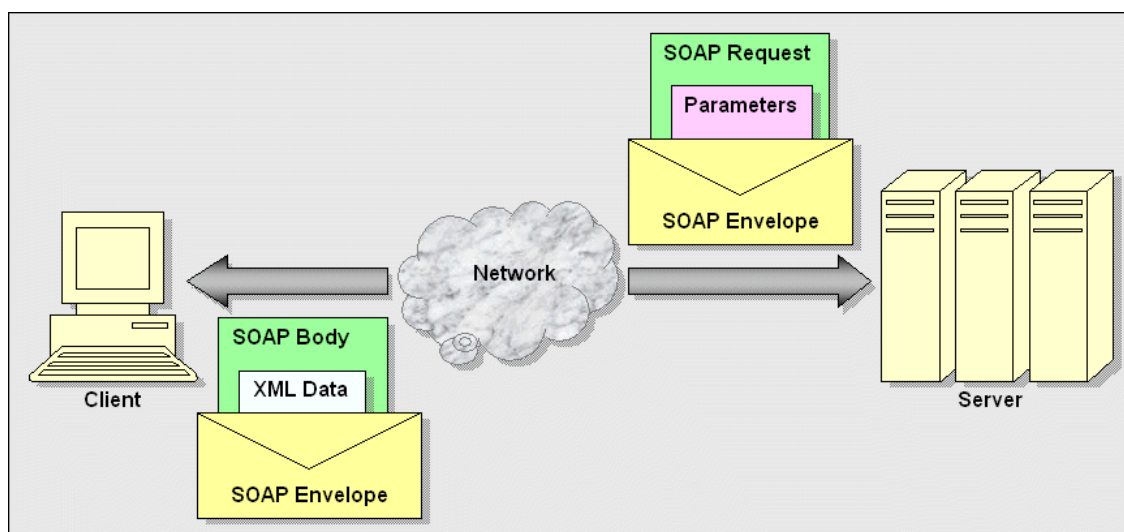 SOAP Request
Parameters
SOAP Envelope
Network
SOAP Body
XML Data
Client
Server
SOAP Envelope